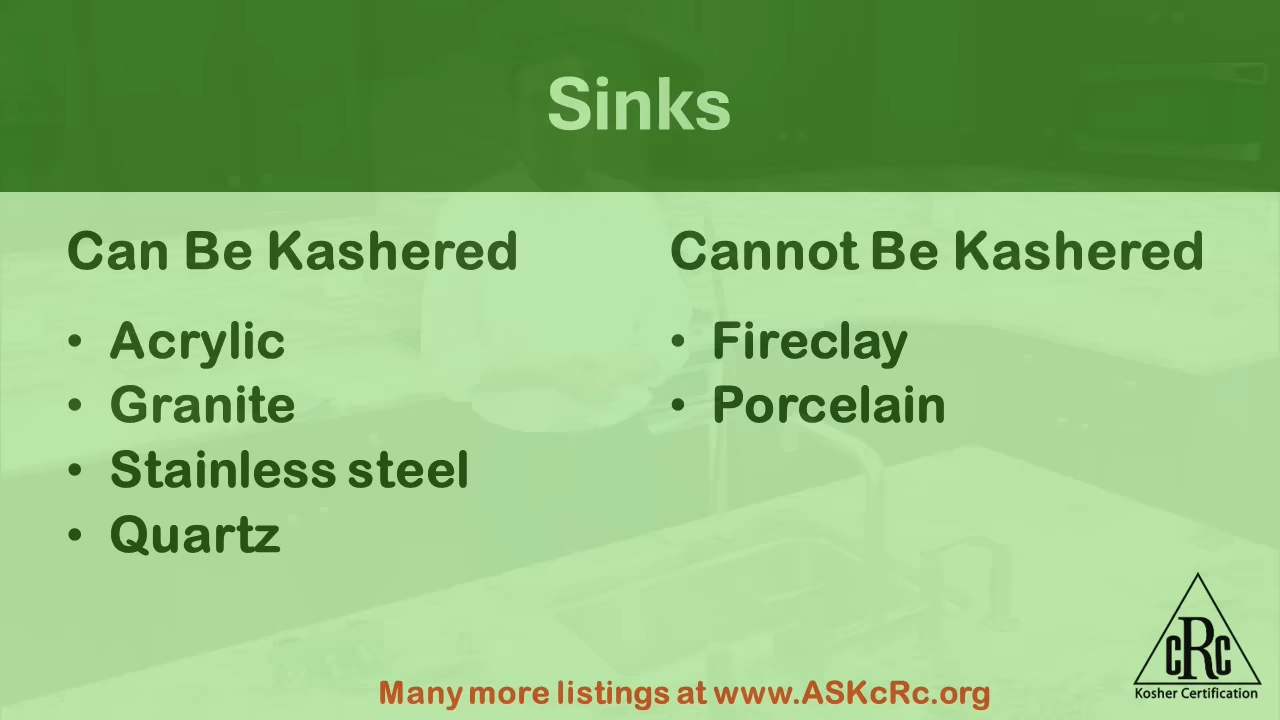 Sinks
Can Be Kashered
• Acrylic
• Granite
• Stainless steel
• Quartz
Cannot Be Kashered
• Fireclay
• Porcelain
cRc
Kosher Certification
Many more listings at www.ASKcRc.org